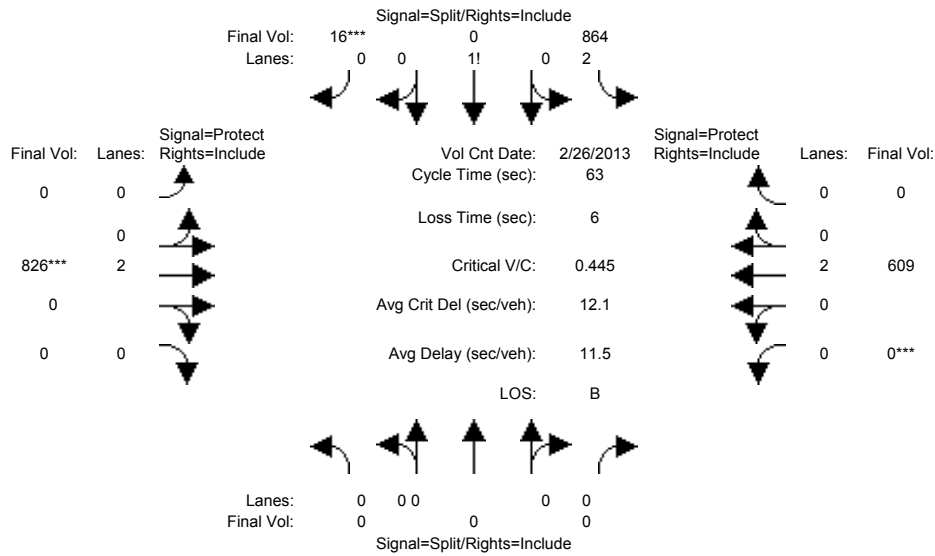 Signal=Split/Rights=Include
Final Vol: 16*** 0 864
Lanes: 0 0 1! 0 2
Signal=Protect Signal=Protect
Final Vol: Lanes: Rights=Include Vol Cnt Date: 2/26/2013 Rights=Include Lanes: Final Vol:
Cycle Time (sec): 63
0 0 0 0
Loss Time (sec): 6
0 0
826*** 2 Critical V/C: 0.445 2 609
0 Avg Crit Del (sec/veh): 12.1 0
0 0 Avg Delay (sec/veh): 11.5 0 0***
LOS: B
Lanes: 0 0 0 0 0
Final Vol: 0 0 0
Signal=Split/Rights=Include